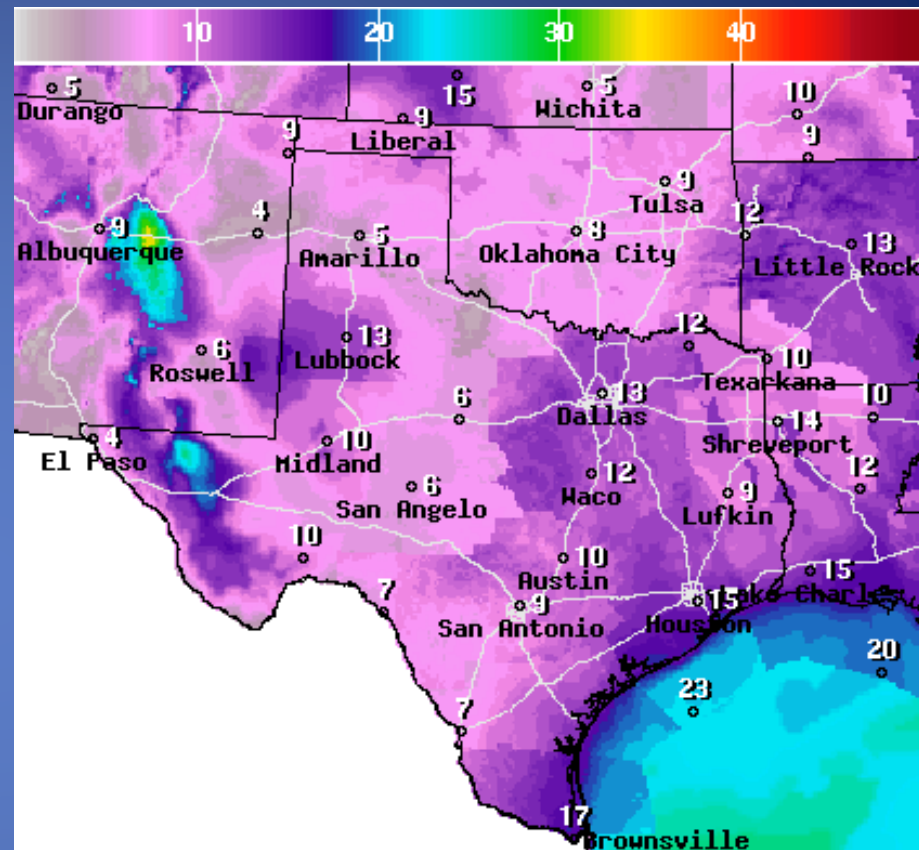 10 20 30 40
5 15 5 10
Durango Wichita
9 9 9
Liberal
9
Tulsa
9 4 5 8 12 13
Albuquerque Amarillo Oklahoma City Little Rock
6 13 12 10
Roswell Lubbock Texarkana
6 13 14 10
Dallas Shreveport
4 10
El Paso Midland
6 12 9 12
San Angelo Waco Lufkin
10 10 15
Austin
7 9 15 Lake Charle
San Antonio Houston
20
23
7
17
Brownsville